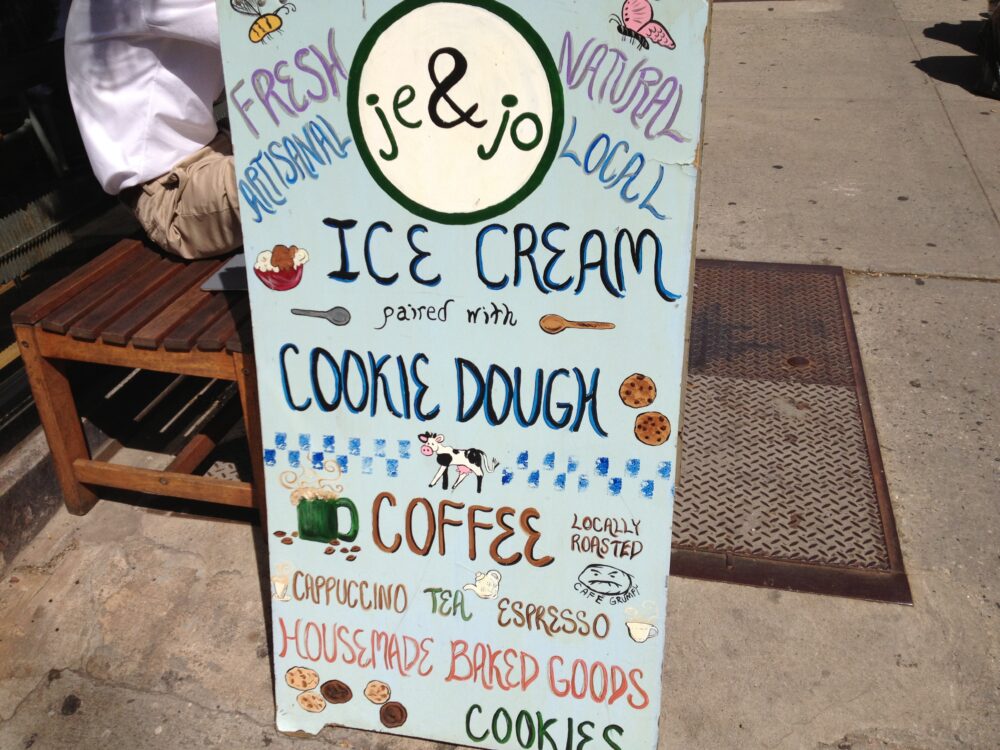 FRESH
je & jo
NATURAL
ARTISANAL
LOCAL
ICE CREAM
paired with
COOKIE DOUGH
COFFEE
LOCALLY
ROASTED
CAFE GRUMPY
CAPPUCCINO TEA ESPRESSO
HOUSEMADE BAKED GOODS
COOKIES